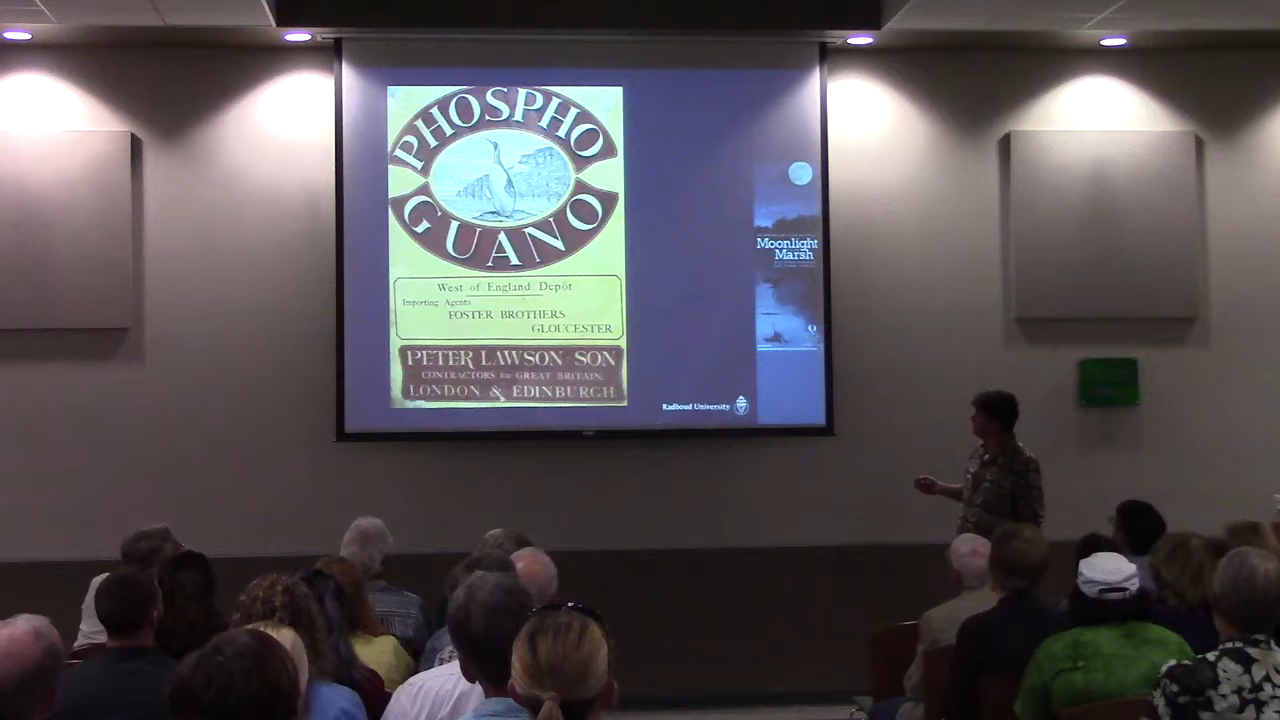 PHOSPHO
GUANO
West of England Depôt
Importing Agents
FOSTER BROTHERS
GLOUCESTER
PETER LAWSON SON
CONTRACTORS for GREAT BRITAIN,
LONDON & EDINBURGH.
Moonlight
Marsh
Radboud University